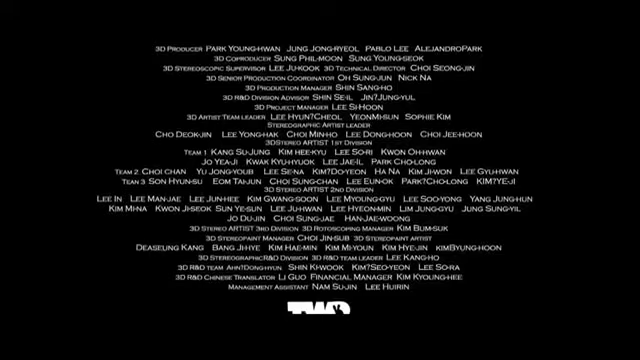 3D Producer Park Young-hwan Jung Jong-ryeol Pablo Lee AlejandroPark
3D Coproducer Sung Phil-moon Sung Young-seok
3D Stereoscopic Supervisor Lee Ju-kook 3D Technical Director Choi Seong-jin
3D Senior Production Coordinator Oh Sung-jun Nick Na
3D Production Manager Shin Sang-ho
3D R&D Division Advisor Shin Se-il Jin?Jung-yul
3D Project Manager Lee Si-hoon
3D Artist Team leader Lee Hyun?Cheol Yeon-M-sun Sophie Kim
Stereographic Artist leader
Cho Deok-jin Lee Yong-hak Choi Min-ho Lee Dong-hoon Choi Jee-hoon
3DStereo ARTIST 1st Division
Team 1 Kang Su-jung Kim Hee-kyu Lee So-ri Kwon Oh-hwan
Jo Yea-ji Kwak Kyu-hyuok Lee Jae-il Park Cho-long
Team 2 Choi Chan Yu Jong-youb Lee Se-na Kim?Do-yeon Ha Na Kim Ji-won Lee Gyu-hwan
Team 3 Son Hyun-su Eom Tai-jun Choi Sung-chan Lee Eun-ok Park?Cho-long Kim?Ye-ji
3D Stereo ARTIST 2nd Division
Lee In Lee Man-jae Lee Jun-hee Kim Gwang-soon Lee Myoung-gyu Lee Soo-yong Yang Jung-hun
Kim Mi-na Kwon Ji-seok Sun Ye-sun Lee Ju-hwan Lee Hyeon-min Lim Jung-gyu Jung Sung-yil
Jo Du-jin Choi Sung-jae Han-Jae-woong
3D Stereo ARTIST 3rd Division 3D Rotoscoping Manager Kim Bum-suk
3D Stereopaint Manager Choi Jin-sub 3D Stereopaint artist
Deaseung Kang Bang Ji-hye Kim Hae-min Kim Mi-youn Kim Hye-jin kimByung-hoon
3D StereographicR&D Division 3D R&D team leader Lee Kang-ho
3D R&D team Ahn?Dong-hyun Shin Ki-wook Kim?Seo-yeon Lee So-ra
3D R&D Chinese Translator Li Guo Financial Manager Kim Kyoung-hee
Management Assistant Nam Su-jin Lee Huirin